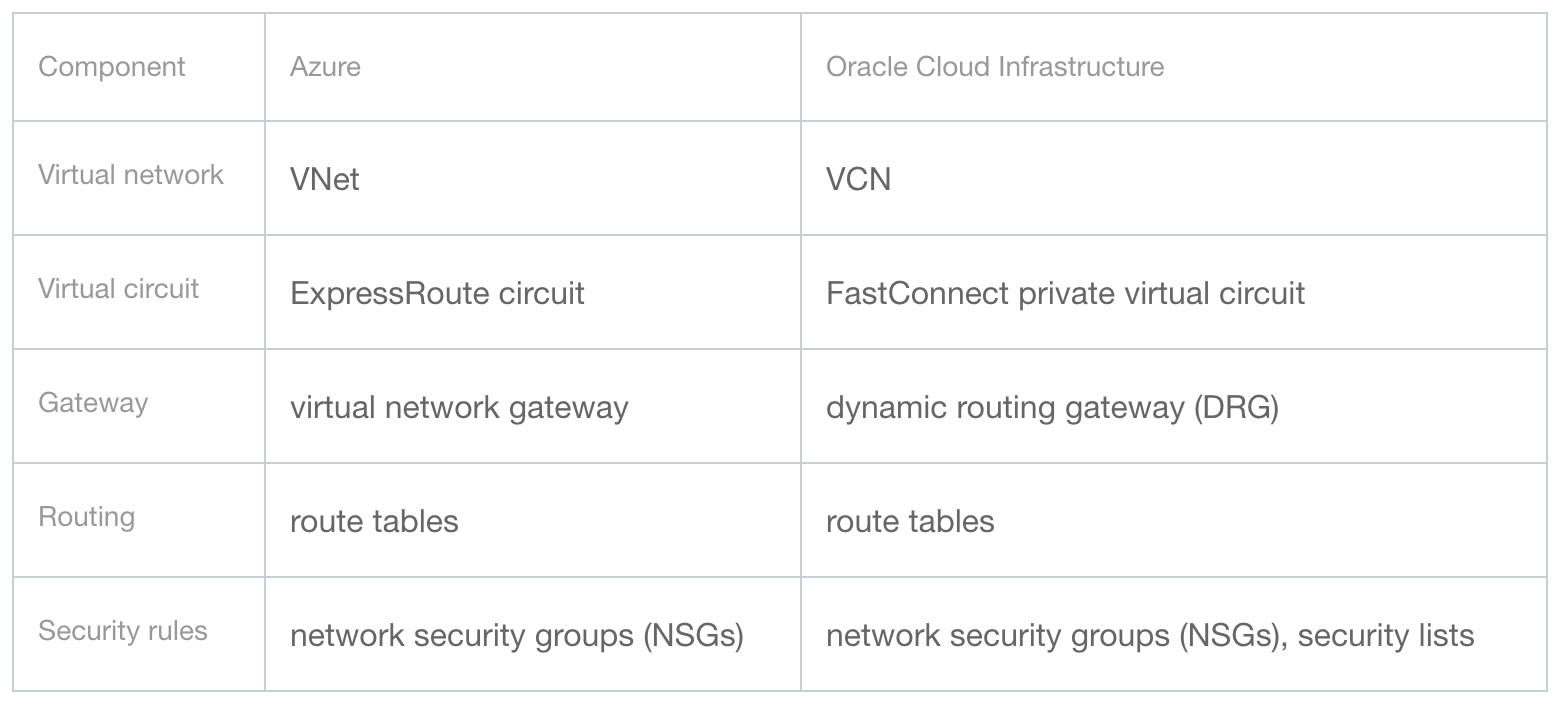 Component Azure Oracle Cloud Infrastructure
Virtual network VNet VCN
Virtual circuit ExpressRoute circuit FastConnect private virtual circuit
Gateway virtual network gateway dynamic routing gateway (DRG)
Routing route tables route tables
Security rules network security groups (NSGs) network security groups (NSGs), security lists